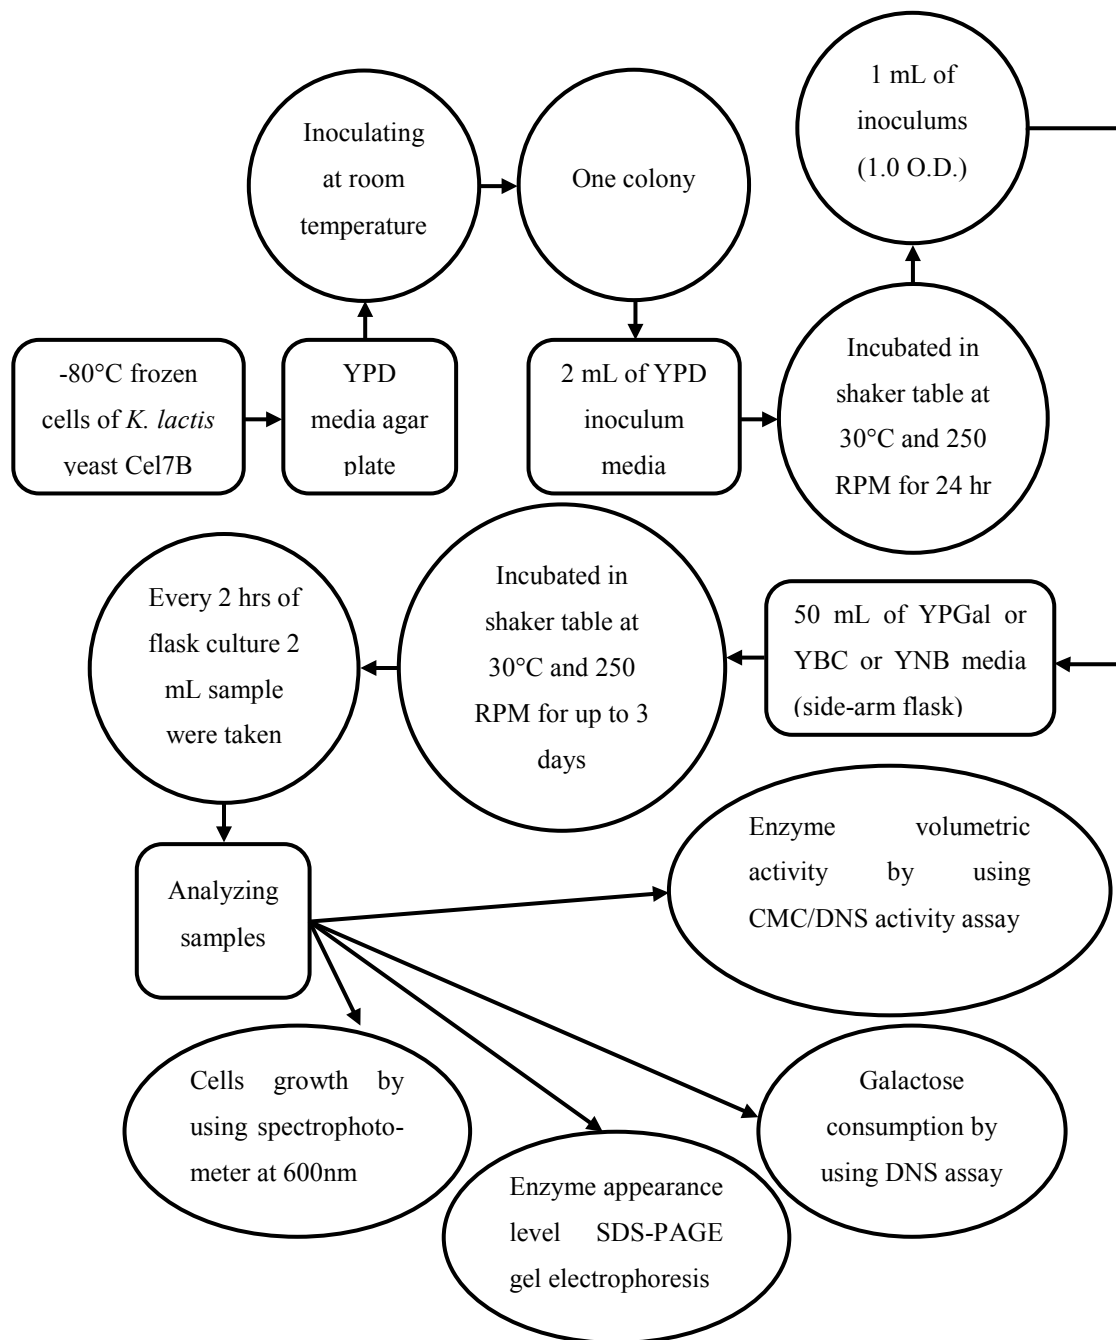 -80°C frozen
cells of K. lactis
yeast Cel7B
YPD
media agar
plate
Inoculating
at room
temperature
One colony
2 mL of YPD
inoculum
media
Incubated in
shaker table at
30°C and 250
RPM for 24 hr
1 mL of
inoculums
(1.0 O.D.)
50 mL of YPGal or
YBC or YNB media
(side-arm flask)
Incubated in
shaker table at
30°C and 250
RPM for up to 3
days
Every 2 hrs of
flask culture 2
mL sample
were taken
Analyzing
samples
Enzyme volumetric
activity by using
CMC/DNS activity assay
Galactose
consumption by
using DNS assay
Enzyme appearance
level SDS-PAGE
gel electrophoresis
Cells growth by
using spectrophoto-
meter at 600nm